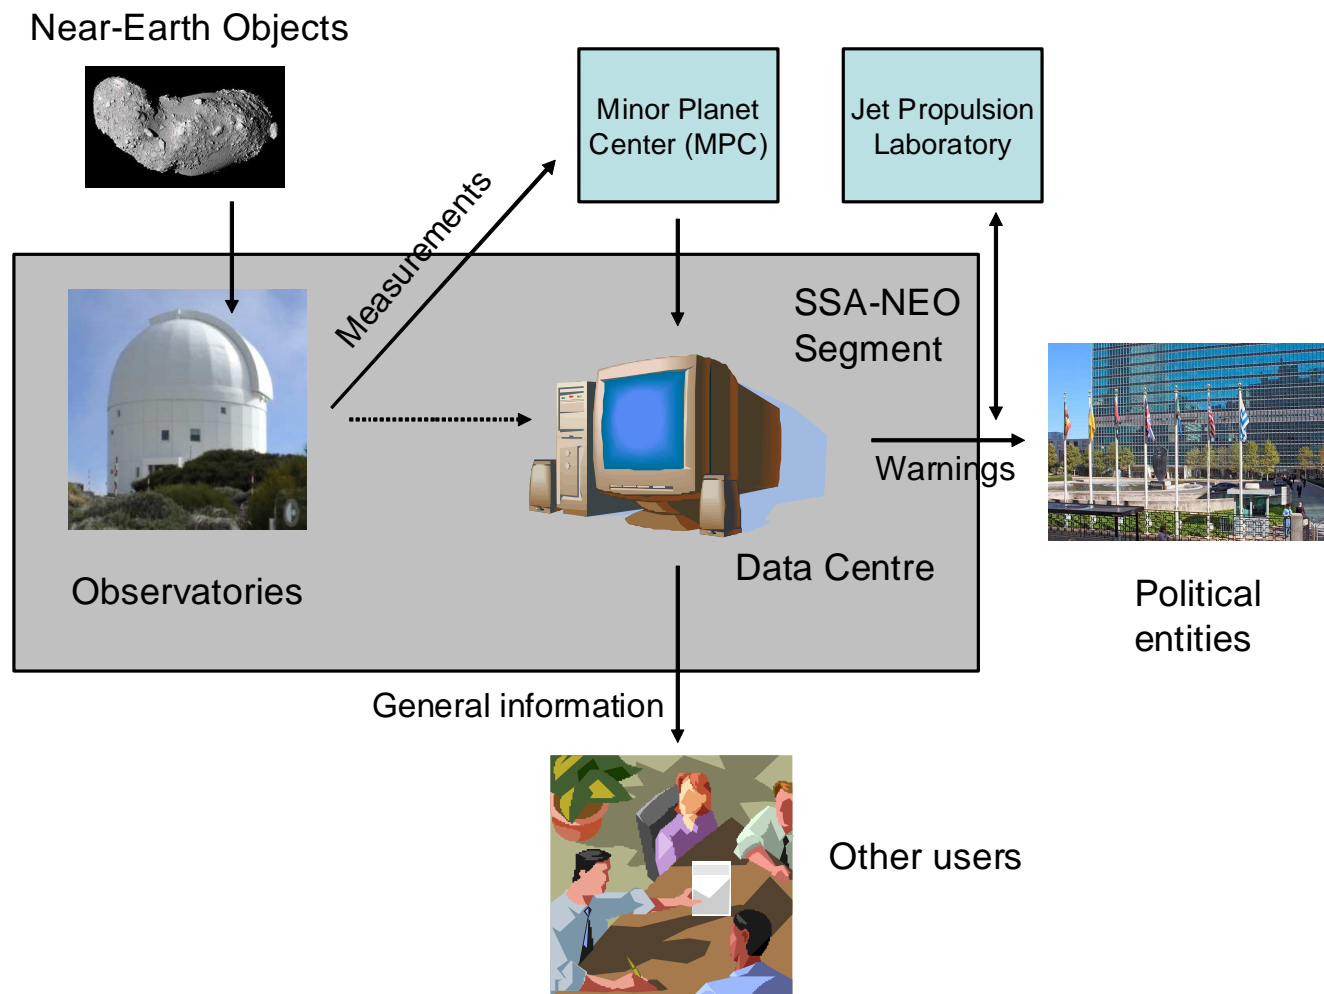 Near-Earth Objects
Minor Planet
Center (MPC)
Jet Propulsion
Laboratory
Measurements
SSA-NEO
Segment
Warnings
Data Centre
Observatories
Political
entities
General information
Other users